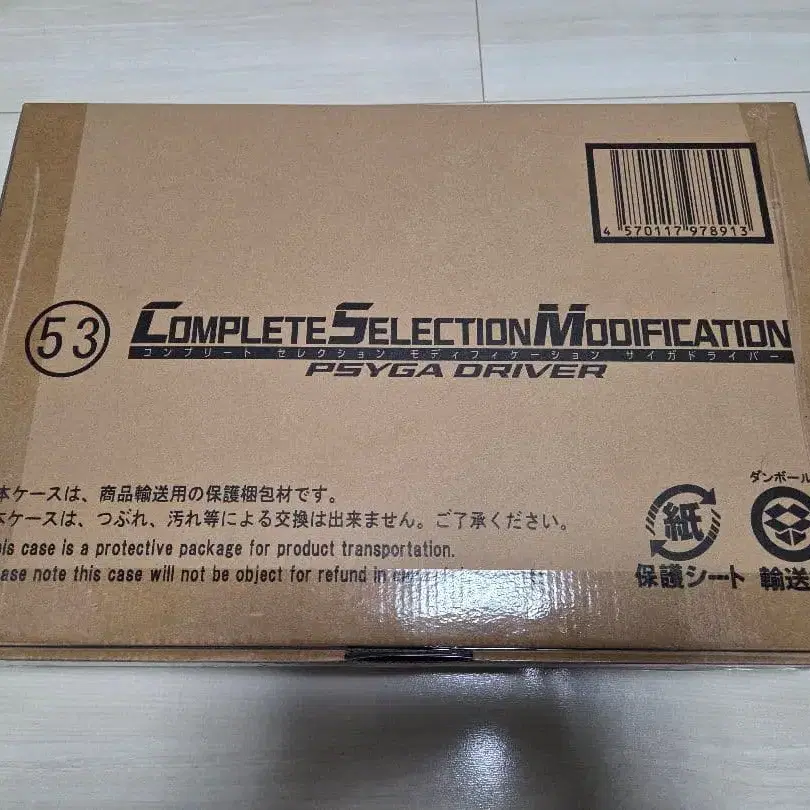 4 570117 978913
53
COMPLETE SELECTION MODIFICATION
コンプリート セレクション モディフィケーション サイガドライバー
PSYGA DRIVER
本ケースは、商品輸送用の保護梱包材です。
本ケースは、つぶれ、汚れ等による交換は出来ません。ご了承ください。
his case is a protective package for product transportation.
ease note this case will not be object for refund in
ダンボール
紙
保護シート
輸送